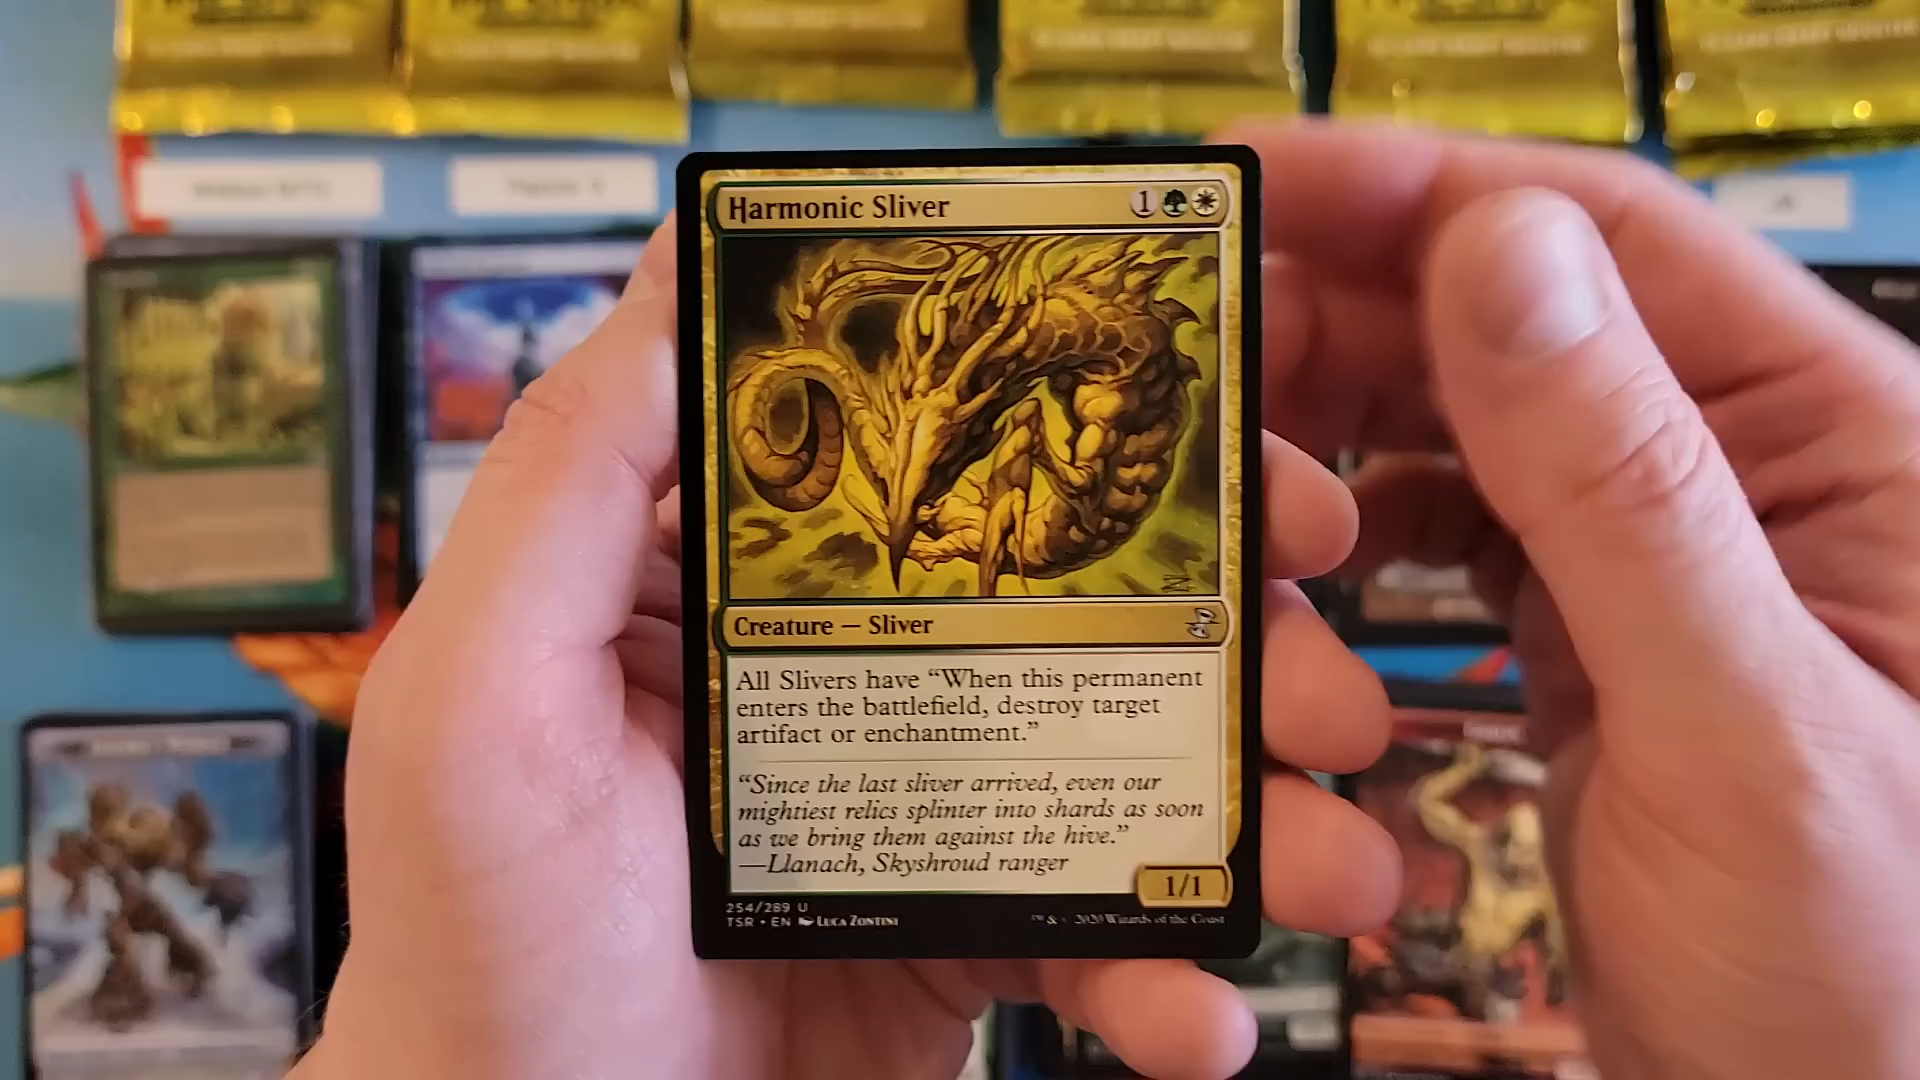 Harmonic Sliver
1
Creature — Sliver
All Slivers have “When this permanent
enters the battlefield, destroy target
artifact or enchantment.”
“Since the last sliver arrived, even our
mightiest relics splinter into shards as soon
as we bring them against the hive.”
—Llanach, Skyshroud ranger
1/1
254/289 U
TSR • EN Luca Zontini
™ & © 2020 Wizards of the Coast